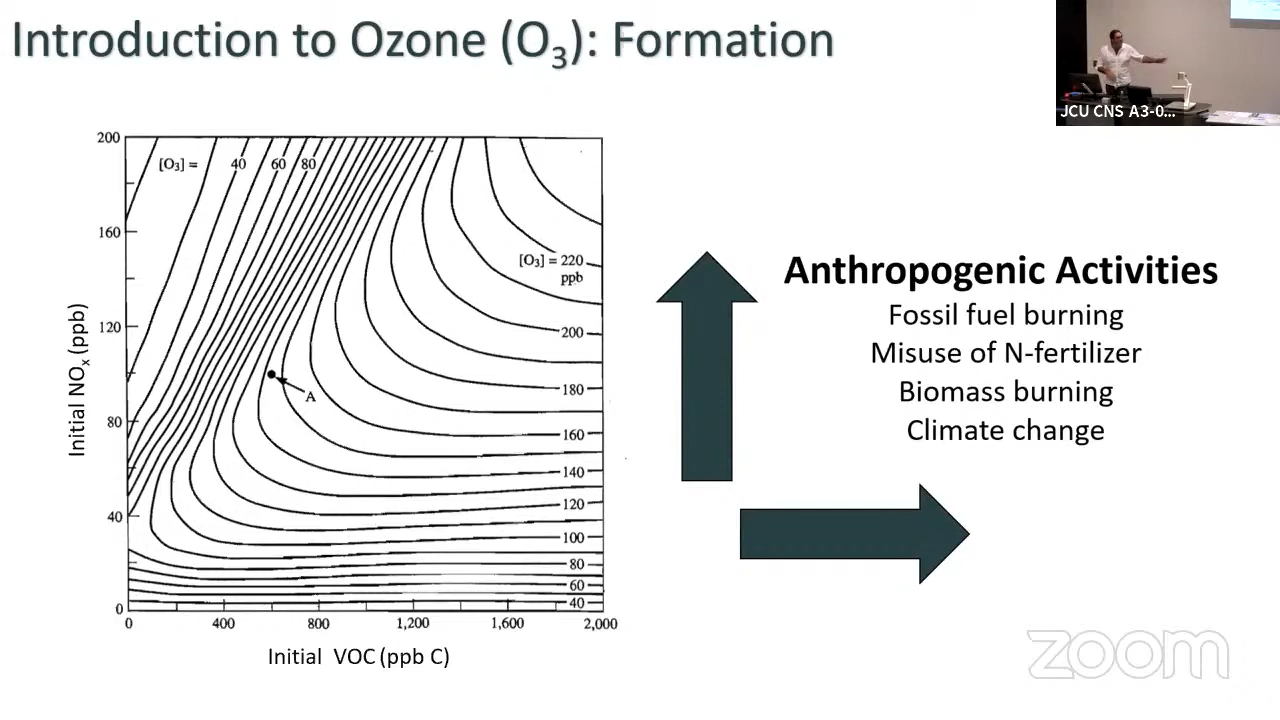 Introduction to Ozone (O₃): Formation
JCU CNS A3-0...
200
[O₃] =
40
60
80
160
[O₃] = 220
ppb
Initial NOₓ (ppb)
120
200
A
180
80
160
140
120
40
100
80
60
40
0
0
400
800
1,200
1,600
2,000
Initial VOC (ppb C)
Anthropogenic Activities
Fossil fuel burning
Misuse of N-fertilizer
Biomass burning
Climate change
zoom